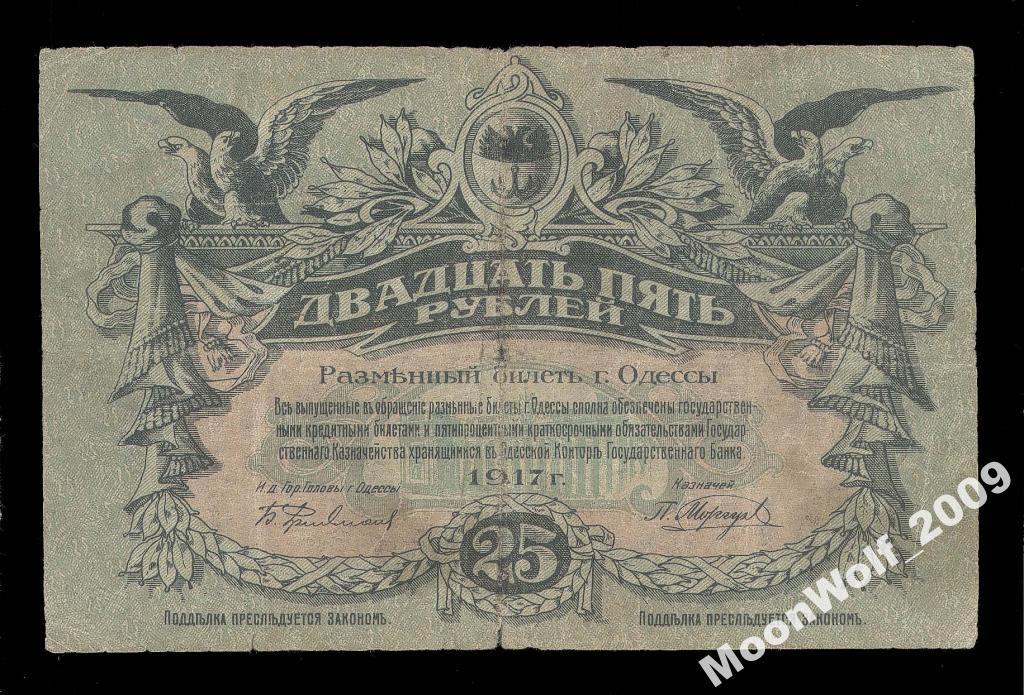 ДВАДЦАТЬ ПЯТЬ
РУБЛЕЙ
Размѣнный билетъ г. Одессы
Всѣ выпущенные въ обращеніе размѣнные билеты г. Одессы сполна обезпечены государствен-
ными кредитными билетами и пятипроцентными краткосрочными обязательствами Государ-
ственнаго Казначейства хранящимися въ Одесской Конторѣ Государственнаго Банка.
1917 г.
И.д. Гор. Головы г. Одессы
Казначей
25
Поддѣлка преслѣдуется закономъ.
Поддѣлка преслѣдуется закономъ.
MoonWolf_2009